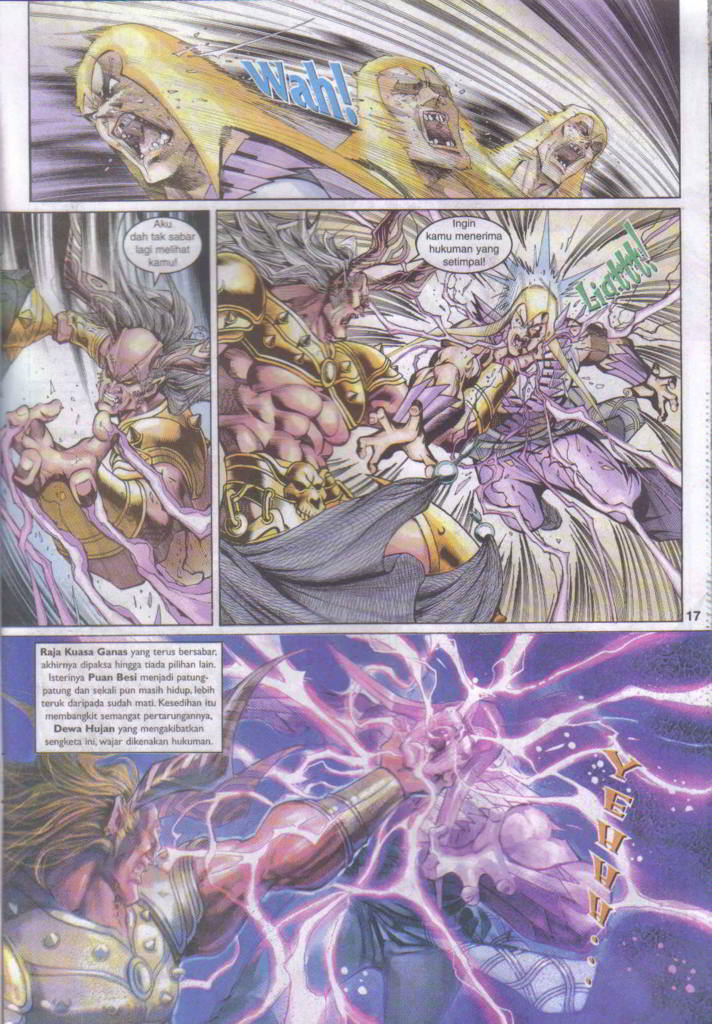 Wah!
Aku
dah tak sabar
lagi melihat
kamu!
Ingin
kamu menerima
hukuman yang
setimpal!
17
Raja Kuasa Ganas yang terus bersabar,
akhirnya dipaksa hingga tiada pilihan lain.
Isterinya Puan Besi menjadi patung-
patung dan sekali pun masih hidup, lebih
teruk daripada sudah mati. Kesedihan itu
membangkit semangat pertarungannya,
Dewa Hujan yang mengakibatkan
sengketa ini, wajar dikenakan hukuman.
YEUHH...